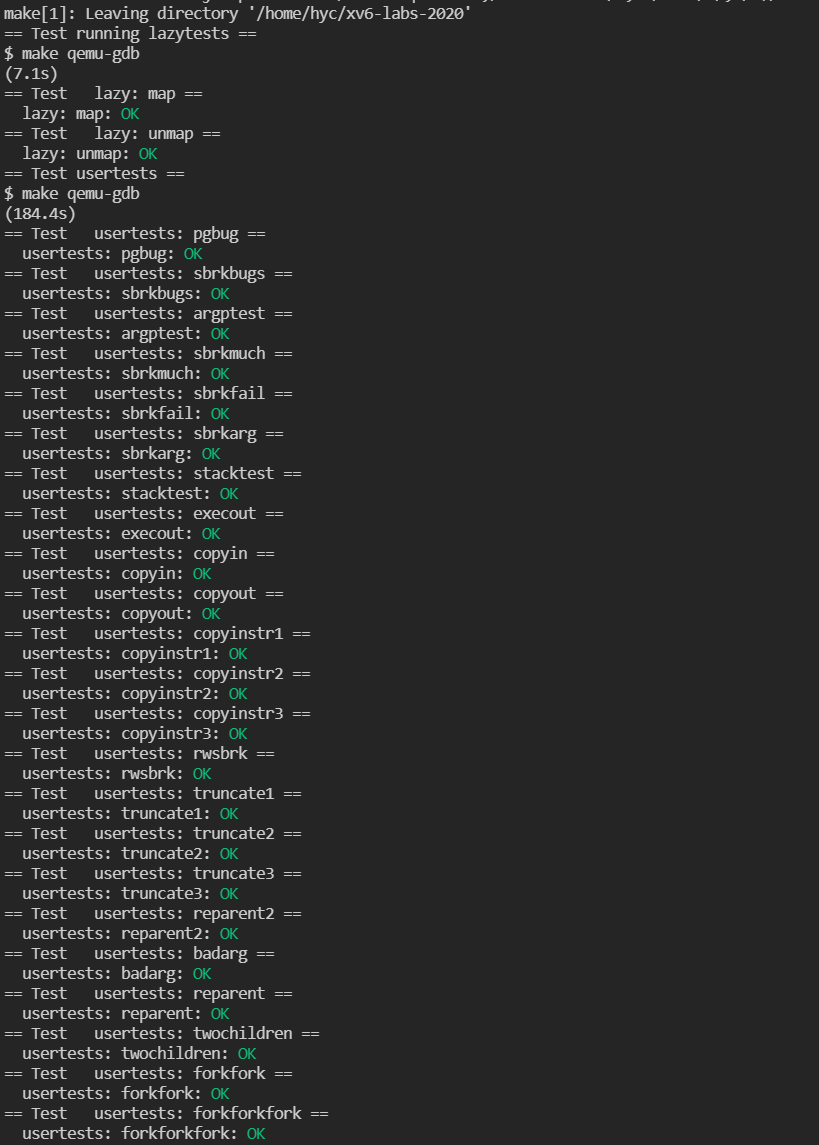 make[1]: Leaving directory '/home/hyc/xv6-labs-2020'
== Test running lazytests ==
$ make qemu-gdb
(7.1s)
== Test   lazy: map ==
  lazy: map: OK
== Test   lazy: unmap ==
  lazy: unmap: OK
== Test usertests ==
$ make qemu-gdb
(184.4s)
== Test   usertests: pgbug ==
  usertests: pgbug: OK
== Test   usertests: sbrkbugs ==
  usertests: sbrkbugs: OK
== Test   usertests: argptest ==
  usertests: argptest: OK
== Test   usertests: sbrkmuch ==
  usertests: sbrkmuch: OK
== Test   usertests: sbrkfail ==
  usertests: sbrkfail: OK
== Test   usertests: sbrkarg ==
  usertests: sbrkarg: OK
== Test   usertests: stacktest ==
  usertests: stacktest: OK
== Test   usertests: execout ==
  usertests: execout: OK
== Test   usertests: copyin ==
  usertests: copyin: OK
== Test   usertests: copyout ==
  usertests: copyout: OK
== Test   usertests: copyinstr1 ==
  usertests: copyinstr1: OK
== Test   usertests: copyinstr2 ==
  usertests: copyinstr2: OK
== Test   usertests: copyinstr3 ==
  usertests: copyinstr3: OK
== Test   usertests: rwsbrk ==
  usertests: rwsbrk: OK
== Test   usertests: truncate1 ==
  usertests: truncate1: OK
== Test   usertests: truncate2 ==
  usertests: truncate2: OK
== Test   usertests: truncate3 ==
  usertests: truncate3: OK
== Test   usertests: reparent2 ==
  usertests: reparent2: OK
== Test   usertests: badarg ==
  usertests: badarg: OK
== Test   usertests: reparent ==
  usertests: reparent: OK
== Test   usertests: twochildren ==
  usertests: twochildren: OK
== Test   usertests: forkfork ==
  usertests: forkfork: OK
== Test   usertests: forkforkfork ==
  usertests: forkforkfork: OK